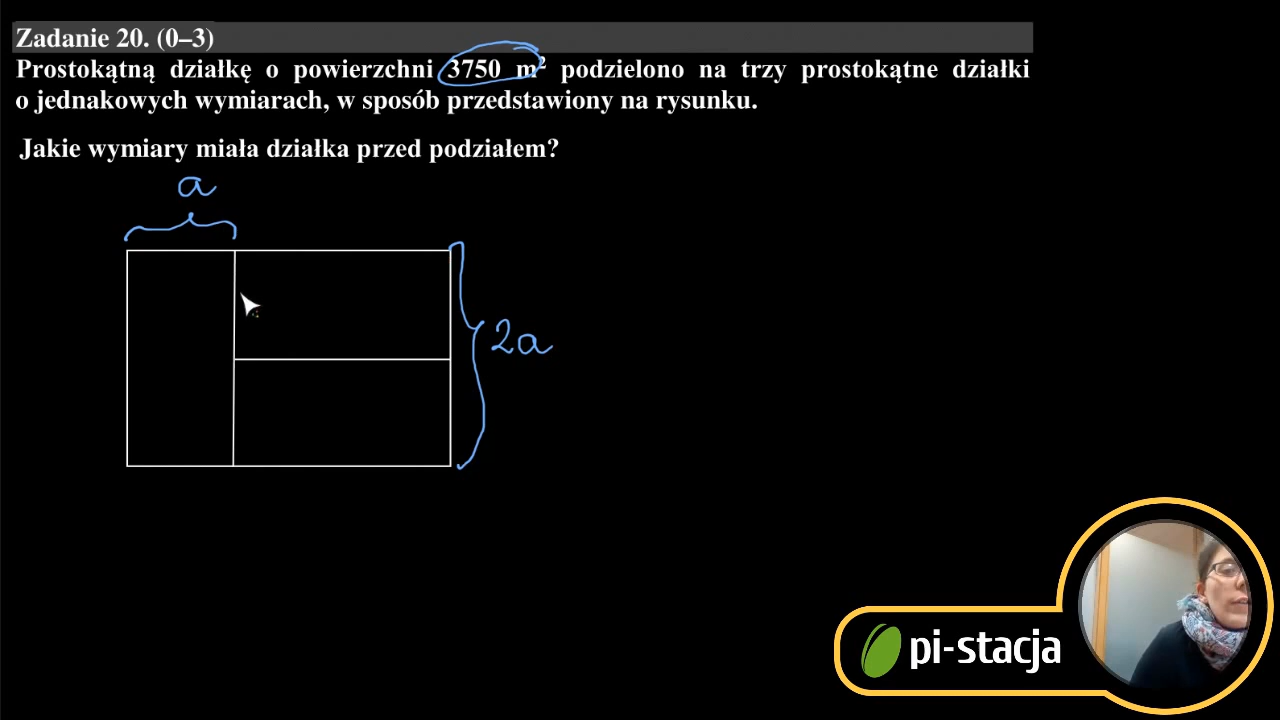 Zadanie 20. (0–3)
Prostokątną działkę o powierzchni 3750 m² podzielono na trzy prostokątne działki
o jednakowych wymiarach, w sposób przedstawiony na rysunku.
Jakie wymiary miała działka przed podziałem?
a
2a
pi-stacja